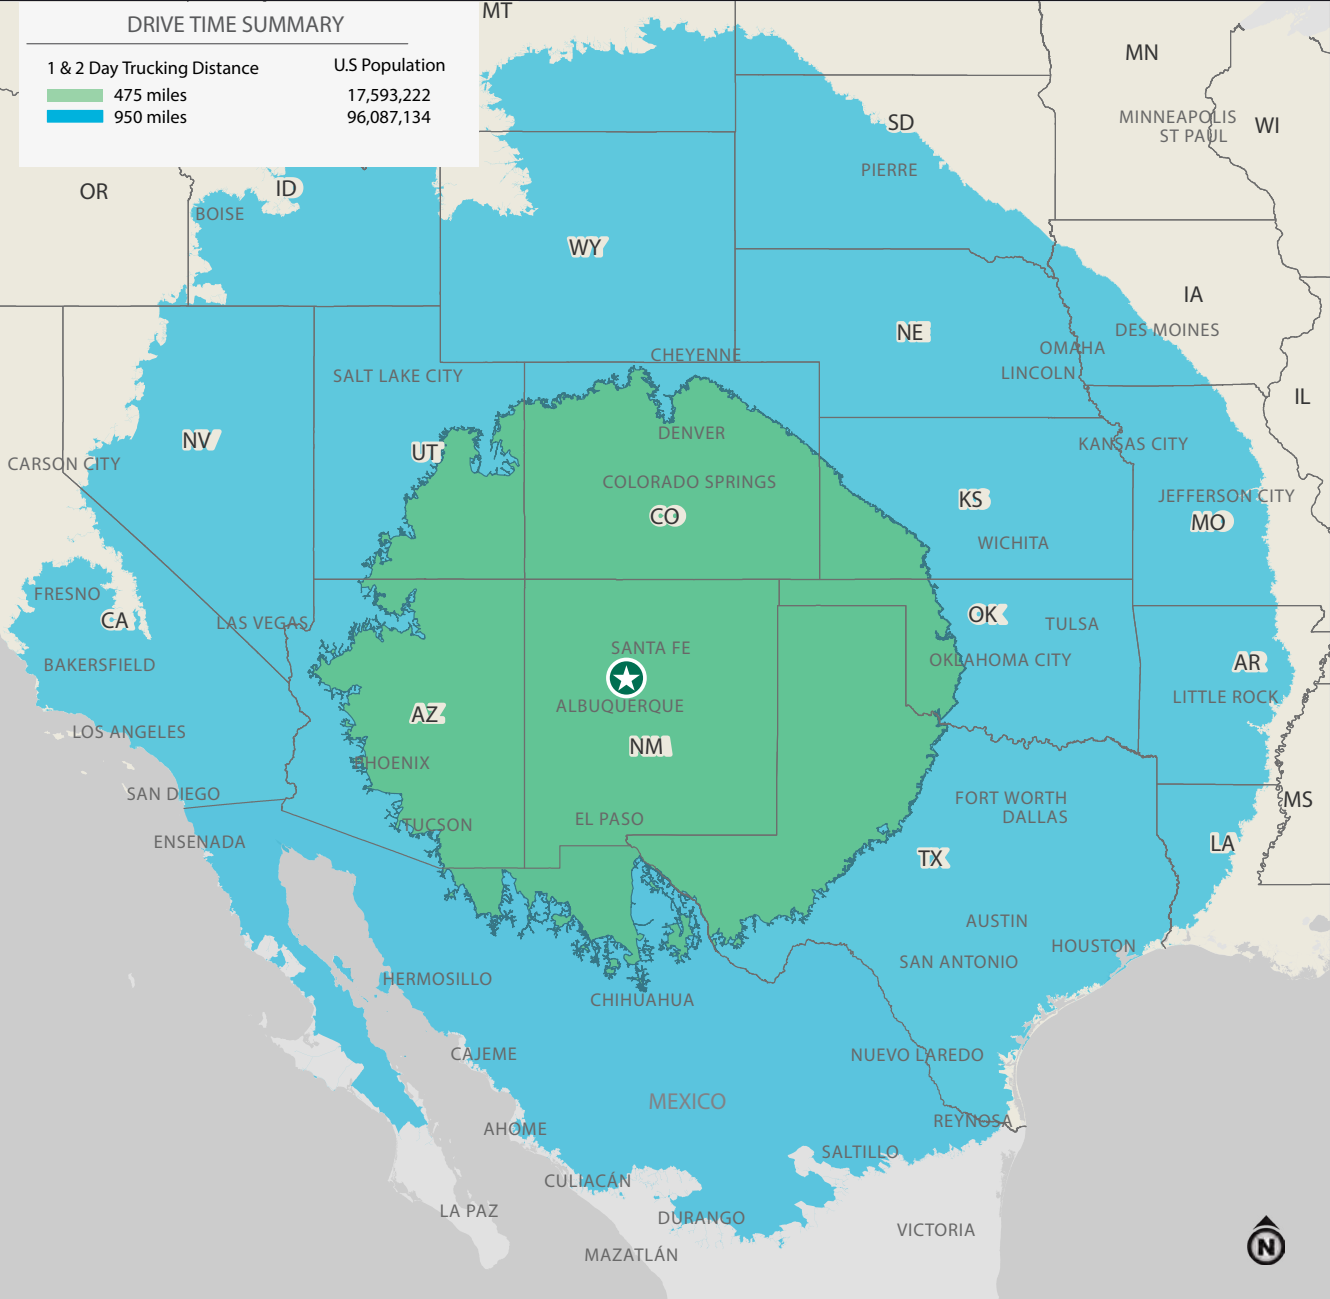 MT
DRIVE TIME SUMMARY
1 & 2 Day Trucking Distance U.S Population
475 miles 17,593,222
950 miles 96,087,134
MN
MINNEAPOLIS
ST PAUL
WI
SD
PIERRE
OR
ID
BOISE
WY
IA
DES MOINES
NE
OMAHA
LINCOLN
CHEYENNE
SALT LAKE CITY
IL
NV
UT
DENVER
KANSAS CITY
CARSON CITY
COLORADO SPRINGS
CO
KS
JEFFERSON CITY
MO
WICHITA
FRESNO
CA
LAS VEGAS
OK
TULSA
SANTA FE
OKLAHOMA CITY
AR
BAKERSFIELD
LITTLE ROCK
AZ
ALBUQUERQUE
NM
LOS ANGELES
PHOENIX
SAN DIEGO
FORT WORTH
DALLAS
MS
TUCSON
EL PASO
ENSENADA
TX
LA
AUSTIN
HOUSTON
SAN ANTONIO
HERMOSILLO
CHIHUAHUA
CAJEME
NUEVO LAREDO
MEXICO
REYNOSA
AHOME
SALTILLO
CULIACÁN
LA PAZ
DURANGO
VICTORIA
MAZATLÁN
N